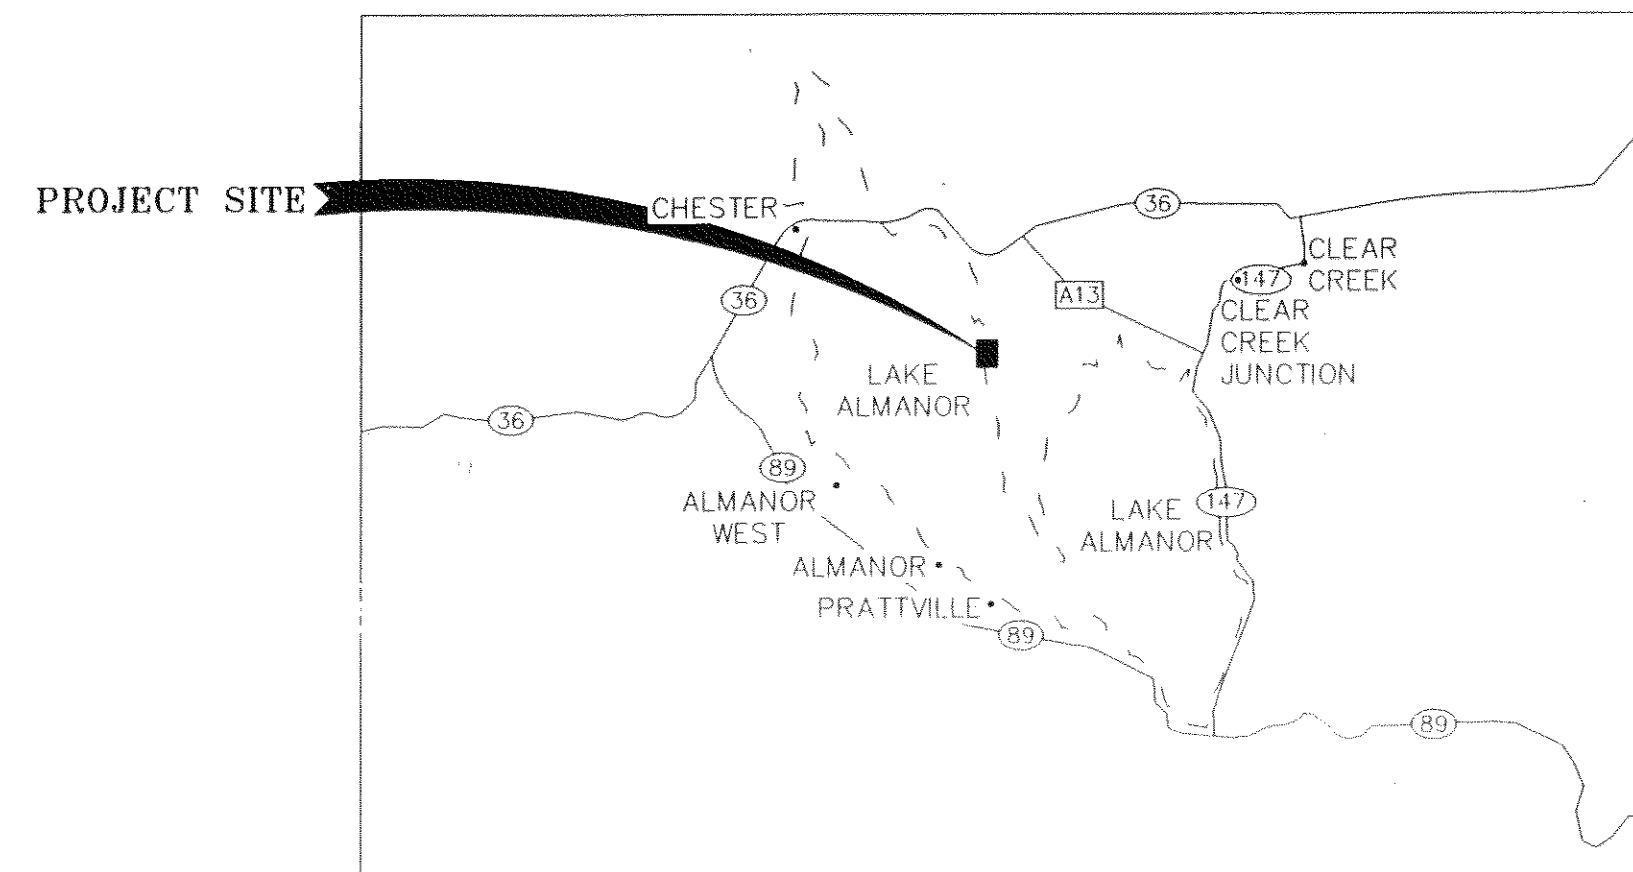 PROJECT SITE
CHESTER
36
CLEAR
CREEK
147
A13
36
CLEAR
CREEK
JUNCTION
LAKE
ALMANOR
36
89
ALMANOR
WEST
LAKE
ALMANOR
147
ALMANOR
PRATTVILLE
89
89